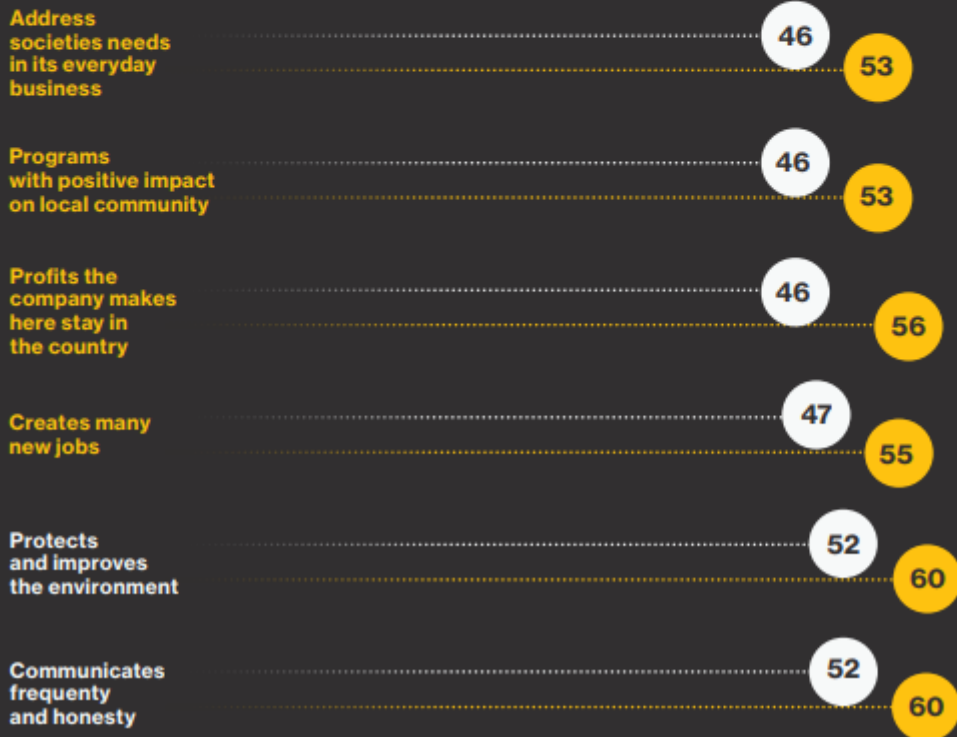 Address
societies needs
in its everyday
business
46
53
Programs
with positive impact
on local community
46
53
Profits the
company makes
here stay in
the country
46
56
Creates many
new jobs
47
55
Protects
and improves
the environment
52
60
Communicates
frequenty
and honesty
52
60